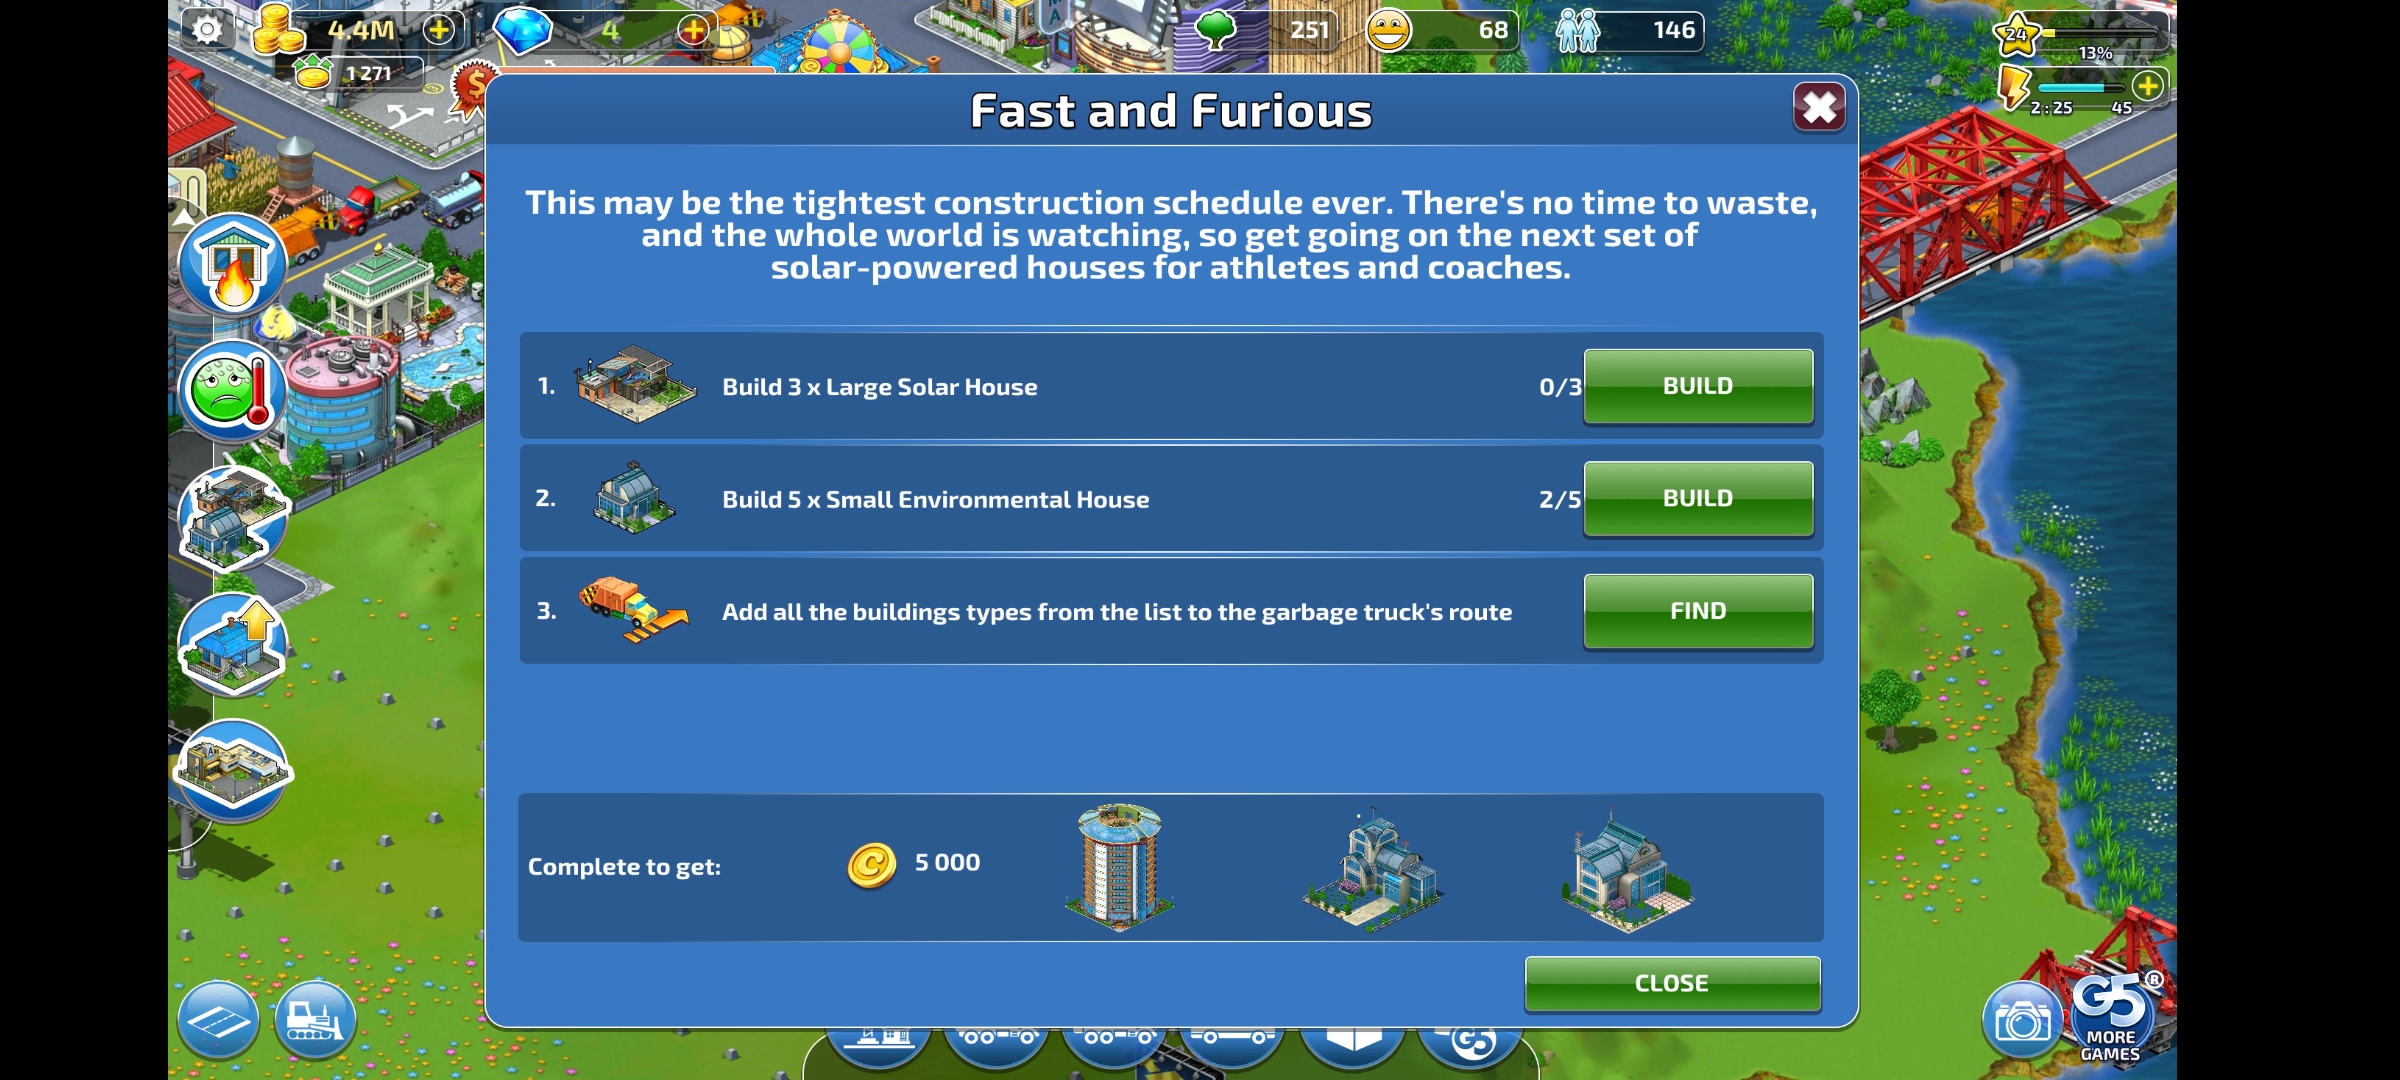 4.4M
4
251
68
146
24
13%
1 271
2:25
45
Fast and Furious
This may be the tightest construction schedule ever. There's no time to waste,
and the whole world is watching, so get going on the next set of
solar-powered houses for athletes and coaches.
1.
Build 3 x Large Solar House
0/3
BUILD
2.
Build 5 x Small Environmental House
2/5
BUILD
3.
Add all the buildings types from the list to the garbage truck's route
FIND
Complete to get:
C
5 000
CLOSE
G5
G5®
MORE
GAMES